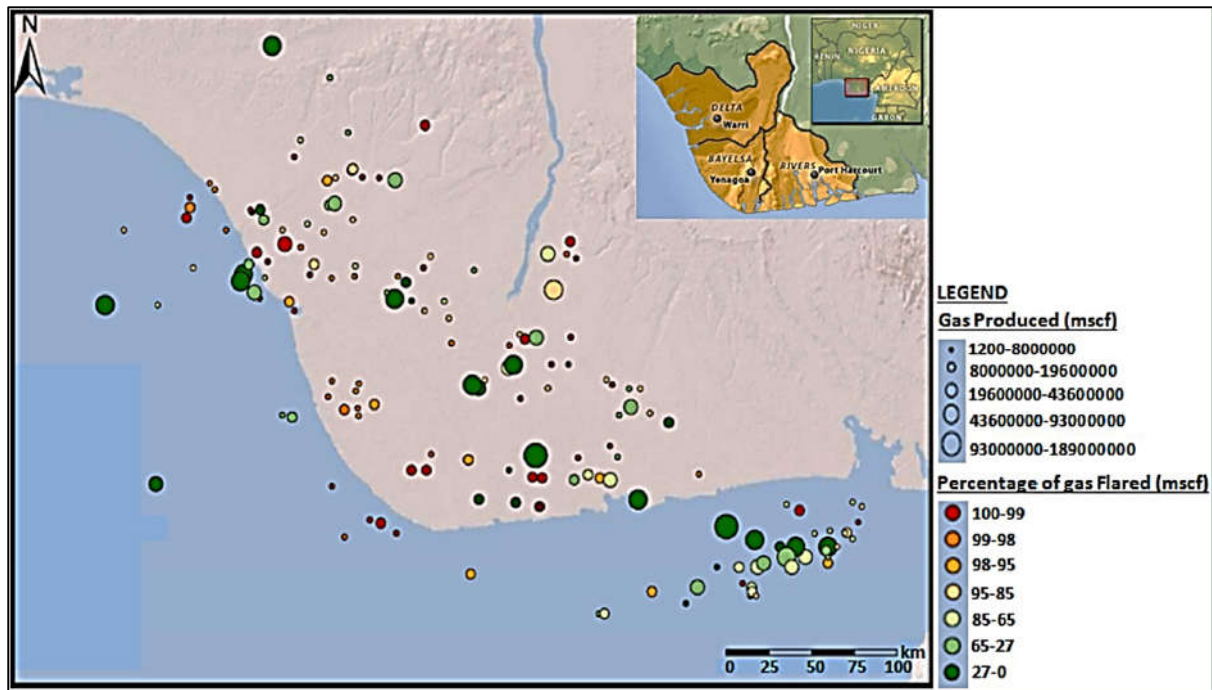 N
NIGER
NIGERIA
BENIN
GABON
DELTA
Warri
BAYELSA
RIVERS
Port Harcourt
Yenagoa
LEGEND
Gas Produced (mscf)
1200-8000000
8000000-19600000
19600000-43600000
43600000-93000000
93000000-189000000
Percentage of gas Flared (mscf)
100-99
99-98
98-95
95-85
85-65
65-27
27-0
km
0 25 50 75 100